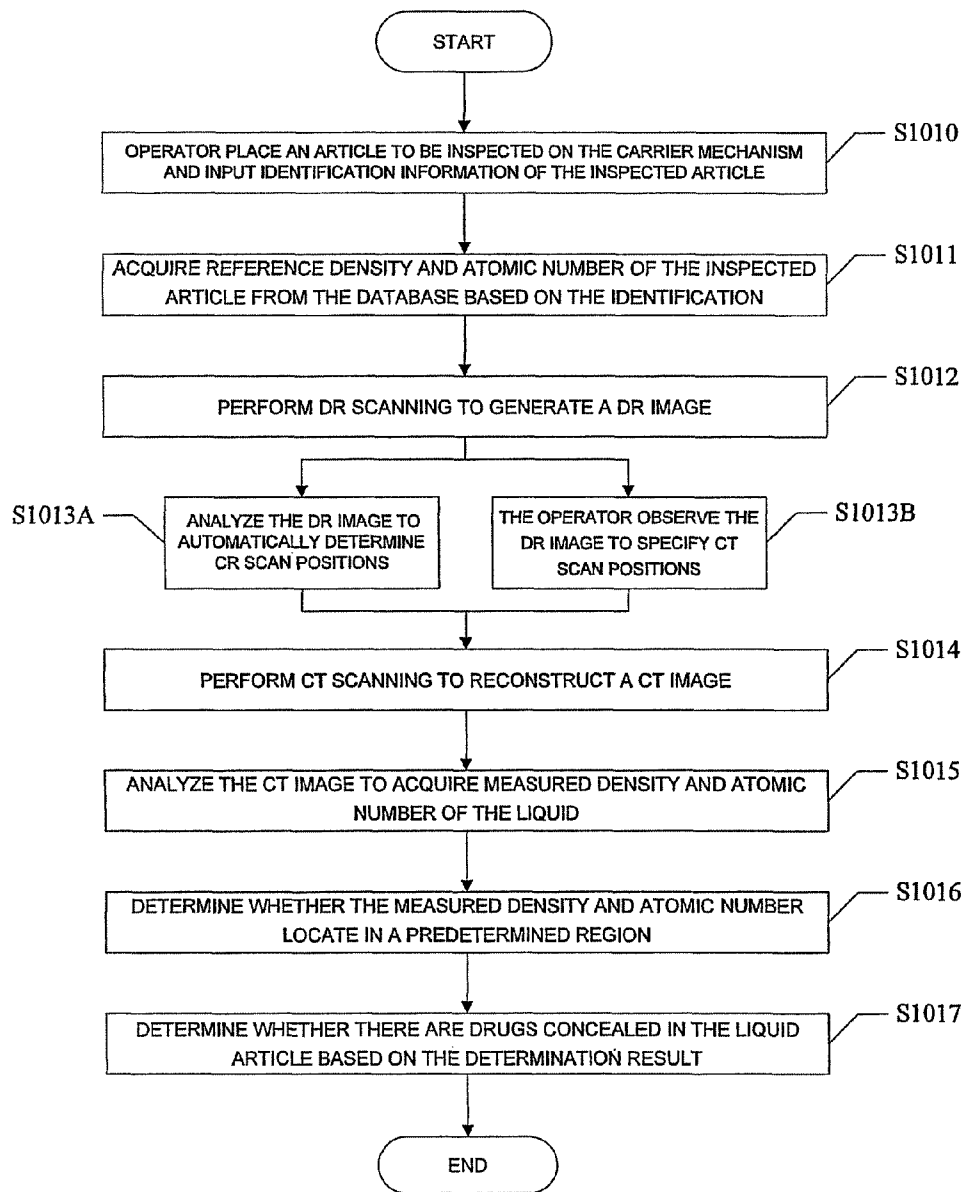 START
OPERATOR PLACE AN ARTICLE TO BE INSPECTED ON THE CARRIER MECHANISM
AND INPUT IDENTIFICATION INFORMATION OF THE INSPECTED ARTICLE
S1010
ACQUIRE REFERENCE DENSITY AND ATOMIC NUMBER OF THE INSPECTED
ARTICLE FROM THE DATABASE BASED ON THE IDENTIFICATION
S1011
PERFORM DR SCANNING TO GENERATE A DR IMAGE
S1012
S1013A
ANALYZE THE DR IMAGE TO
AUTOMATICALLY DETERMINE
CR SCAN POSITIONS
THE OPERATOR OBSERVE THE
DR IMAGE TO SPECIFY CT
SCAN POSITIONS
S1013B
PERFORM CT SCANNING TO RECONSTRUCT A CT IMAGE
S1014
ANALYZE THE CT IMAGE TO ACQUIRE MEASURED DENSITY AND ATOMIC
NUMBER OF THE LIQUID
S1015
DETERMINE WHETHER THE MEASURED DENSITY AND ATOMIC NUMBER
LOCATE IN A PREDETERMINED REGION
S1016
DETERMINE WHETHER THERE ARE DRUGS CONCEALED IN THE LIQUID
ARTICLE BASED ON THE DETERMINATION RESULT
S1017
END